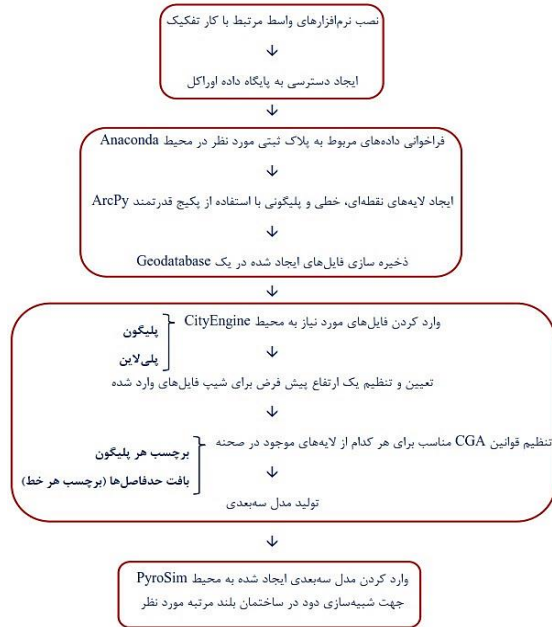 نصب نرم‌افزارهای واسط مرتبط با کار تفکیک
ایجاد دسترسی به پایگاه داده اوراکل
فراخوانی داده‌های مربوط به پلاک ثبتی مورد نظر در محیط Anaconda
ایجاد لایه‌های نقطه‌ای، خطی و پلیگونی با استفاده از پکیج قدرتمند ArcPy
ذخیره سازی فایل‌های ایجاد شده در یک Geodatabase
وارد کردن فایل‌های مورد نیاز به محیط CityEngine
پلیگون
پلی‌لاین
تعیین و تنظیم یک ارتفاع پیش فرض برای شیپ فایل‌های وارد شده
تنظیم قوانین CGA مناسب برای هر کدام از لایه‌های موجود در صحنه
برچسب هر پلیگون
بافت حدفاصل‌ها (برچسب هر خط)
تولید مدل سه‌بعدی
وارد کردن مدل سه‌بعدی ایجاد شده به محیط PyroSim
جهت شبیه‌سازی دود در ساختمان بلند مرتبه مورد نظر